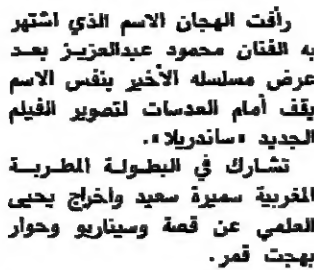 رأفت الهجان الاسم الذي اشتهر
به الفنان محمود عبدالعزيز بعد
عرض مسلسله الأخير بنفس الاسم
يقف أمام العدسات لتصوير الفيلم
الجديد «ساندريلا».
تشارك في البطولة المطربة
المغربية سميرة سعيد واخراج يحيى
العلمي عن قصة وسيناريو وحوار
بهجت قمر.